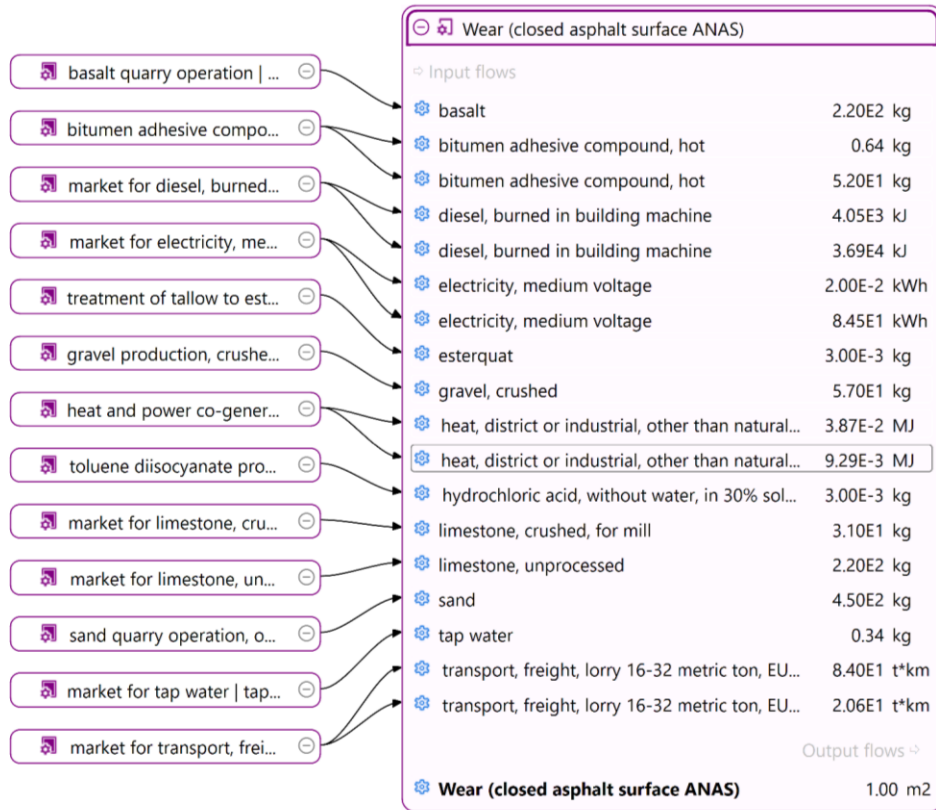 Wear (closed asphalt surface ANAS)
Input flows
basalt quarry operation | ...
basalt 2.20E2 kg
bitumen adhesive compo...
bitumen adhesive compound, hot 0.64 kg
bitumen adhesive compound, hot 5.20E1 kg
market for diesel, burned...
diesel, burned in building machine 4.05E3 kJ
diesel, burned in building machine 3.69E4 kJ
market for electricity, me...
electricity, medium voltage 2.00E-2 kWh
electricity, medium voltage 8.45E1 kWh
treatment of tallow to est...
esterquat 3.00E-3 kg
gravel production, crushe...
gravel, crushed 5.70E1 kg
heat and power co-gener...
heat, district or industrial, other than natural... 3.87E-2 MJ
heat, district or industrial, other than natural... 9.29E-3 MJ
toluene diisocyanate pro...
hydrochloric acid, without water, in 30% sol... 3.00E-3 kg
market for limestone, cru...
limestone, crushed, for mill 3.10E1 kg
market for limestone, un...
limestone, unprocessed 2.20E2 kg
sand quarry operation, o...
sand 4.50E2 kg
market for tap water | tap...
tap water 0.34 kg
market for transport, frei...
transport, freight, lorry 16-32 metric ton, EU... 8.40E1 t*km
transport, freight, lorry 16-32 metric ton, EU... 2.06E1 t*km
Output flows
Wear (closed asphalt surface ANAS) 1.00 m2